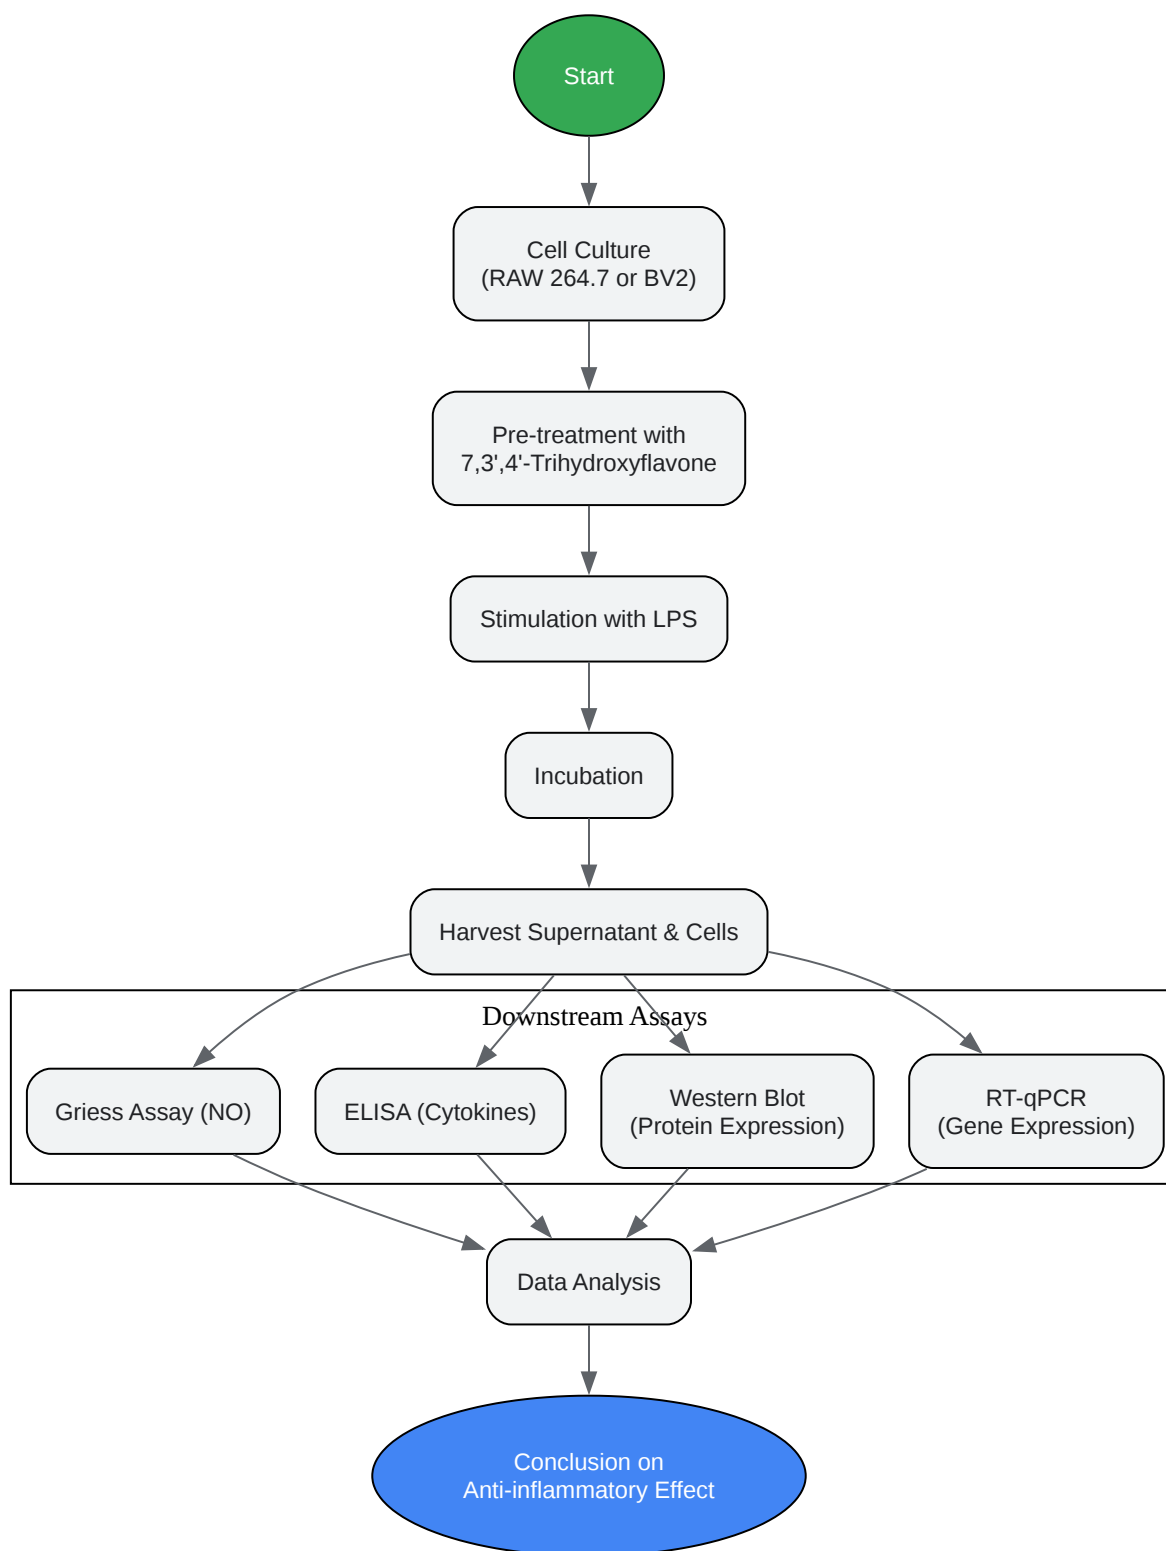 Start
Cell Culture
(RAW 264.7 or BV2)
Pre-treatment with
7,3',4'-Trihydroxyflavone
Stimulation with LPS
Incubation
Harvest Supernatant & Cells
Downstream Assays
Griess Assay (NO)
ELISA (Cytokines)
Western Blot
(Protein Expression)
RT-qPCR
(Gene Expression)
Data Analysis
Conclusion on
Anti-inflammatory Effect